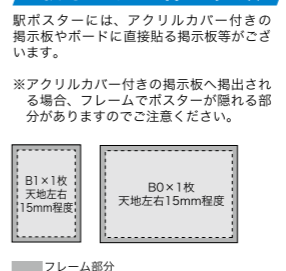 駅ポスターには、アクリルカバー付きの
掲示板やボードに直接貼る掲示板等がござ
います。
※アクリルカバー付きの掲示板へ掲出され
る場合、フレームでポスターが隠れる部
分がありますのでご注意ください。
B1×1枚
天地左右
15mm程度
B0×1枚
天地左右15mm程度
フレーム部分